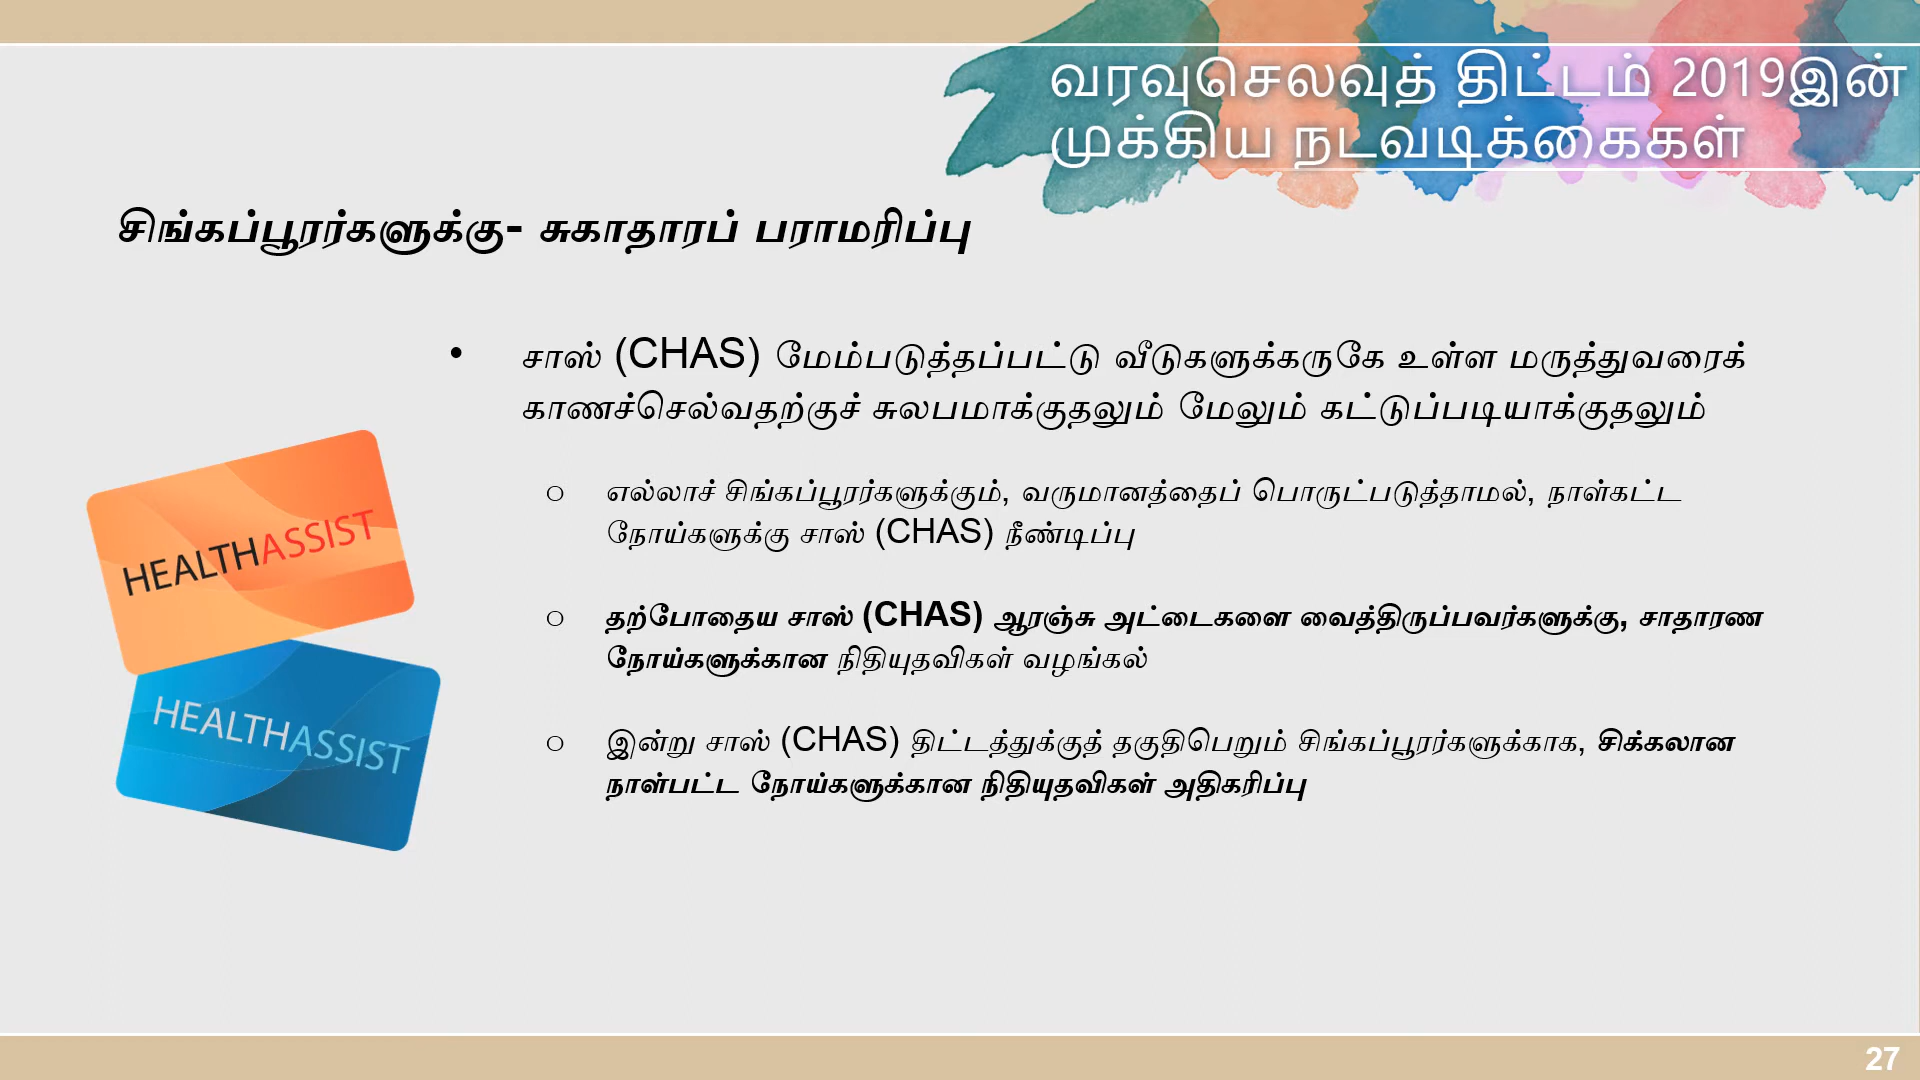 வரவுசெலவுத் திட்டம் 2019இன்
முக்கிய நடவடிக்கைகள்
சிங்கப்பூரர்களுக்கு- சுகாதாரப் பராமரிப்பு
• சாஸ் (CHAS) மேம்படுத்தப்பட்டு வீடுகளுக்கருகே உள்ள மருத்துவரைக்
காணச்செல்வதற்குச் சுலபமாக்குதலும் மேலும் கட்டுப்படியாக்குதலும்
o எல்லாச் சிங்கப்பூரர்களுக்கும், வருமானத்தைப் பொருட்படுத்தாமல், நாள்கட்ட
நோய்களுக்கு சாஸ் (CHAS) நீண்டிப்பு
o தற்போதைய சாஸ் (CHAS) ஆரஞ்சு அட்டைகளை வைத்திருப்பவர்களுக்கு, சாதாரண
நோய்களுக்கான நிதியுதவிகள் வழங்கல்
o இன்று சாஸ் (CHAS) திட்டத்துக்குத் தகுதிபெறும் சிங்கப்பூரர்களுக்காக, சிக்கலான
நாள்பட்ட நோய்களுக்கான நிதியுதவிகள் அதிகரிப்பு
HEALTHASSIST
HEALTHASSIST
27